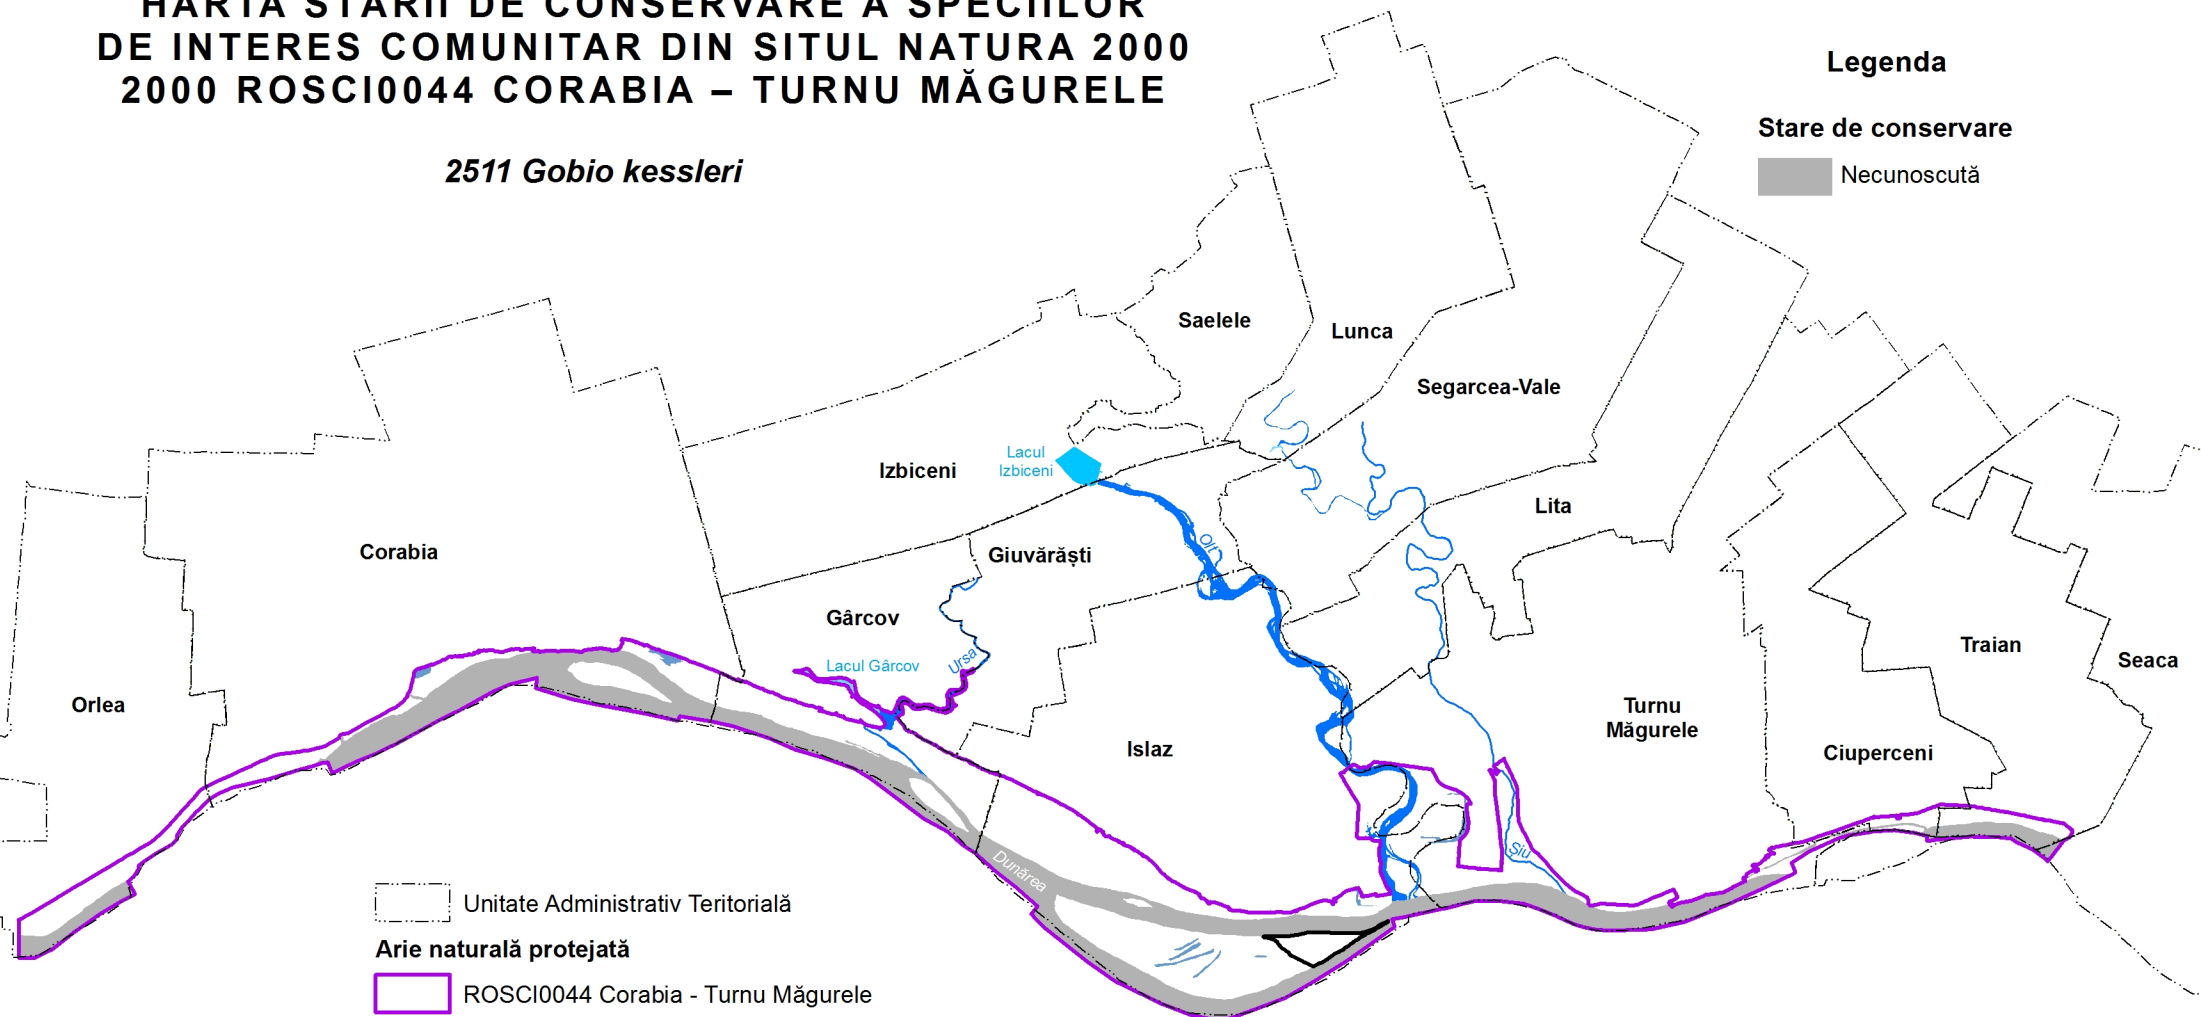 HARTA STĂRII DE CONSERVARE A SPECIILOR
DE INTERES COMUNITAR DIN SITUL NATURA 2000
2000 ROSCI0044 CORABIA – TURNU MĂGURELE
2511 Gobio kessleri
Legenda
Stare de conservare
Necunoscută
Saelele
Lunca
Segarcea-Vale
Izbiceni
Lacul
Izbiceni
Lita
Corabia
Giuvărăști
Olt
Gârcov
Lacul Gârcov
Ursa
Traian
Seaca
Orlea
Turnu
Măgurele
Islaz
Ciuperceni
Șiu
Dunărea
Unitate Administrativ Teritorială
Arie naturală protejată
ROSCI0044 Corabia - Turnu Măgurele